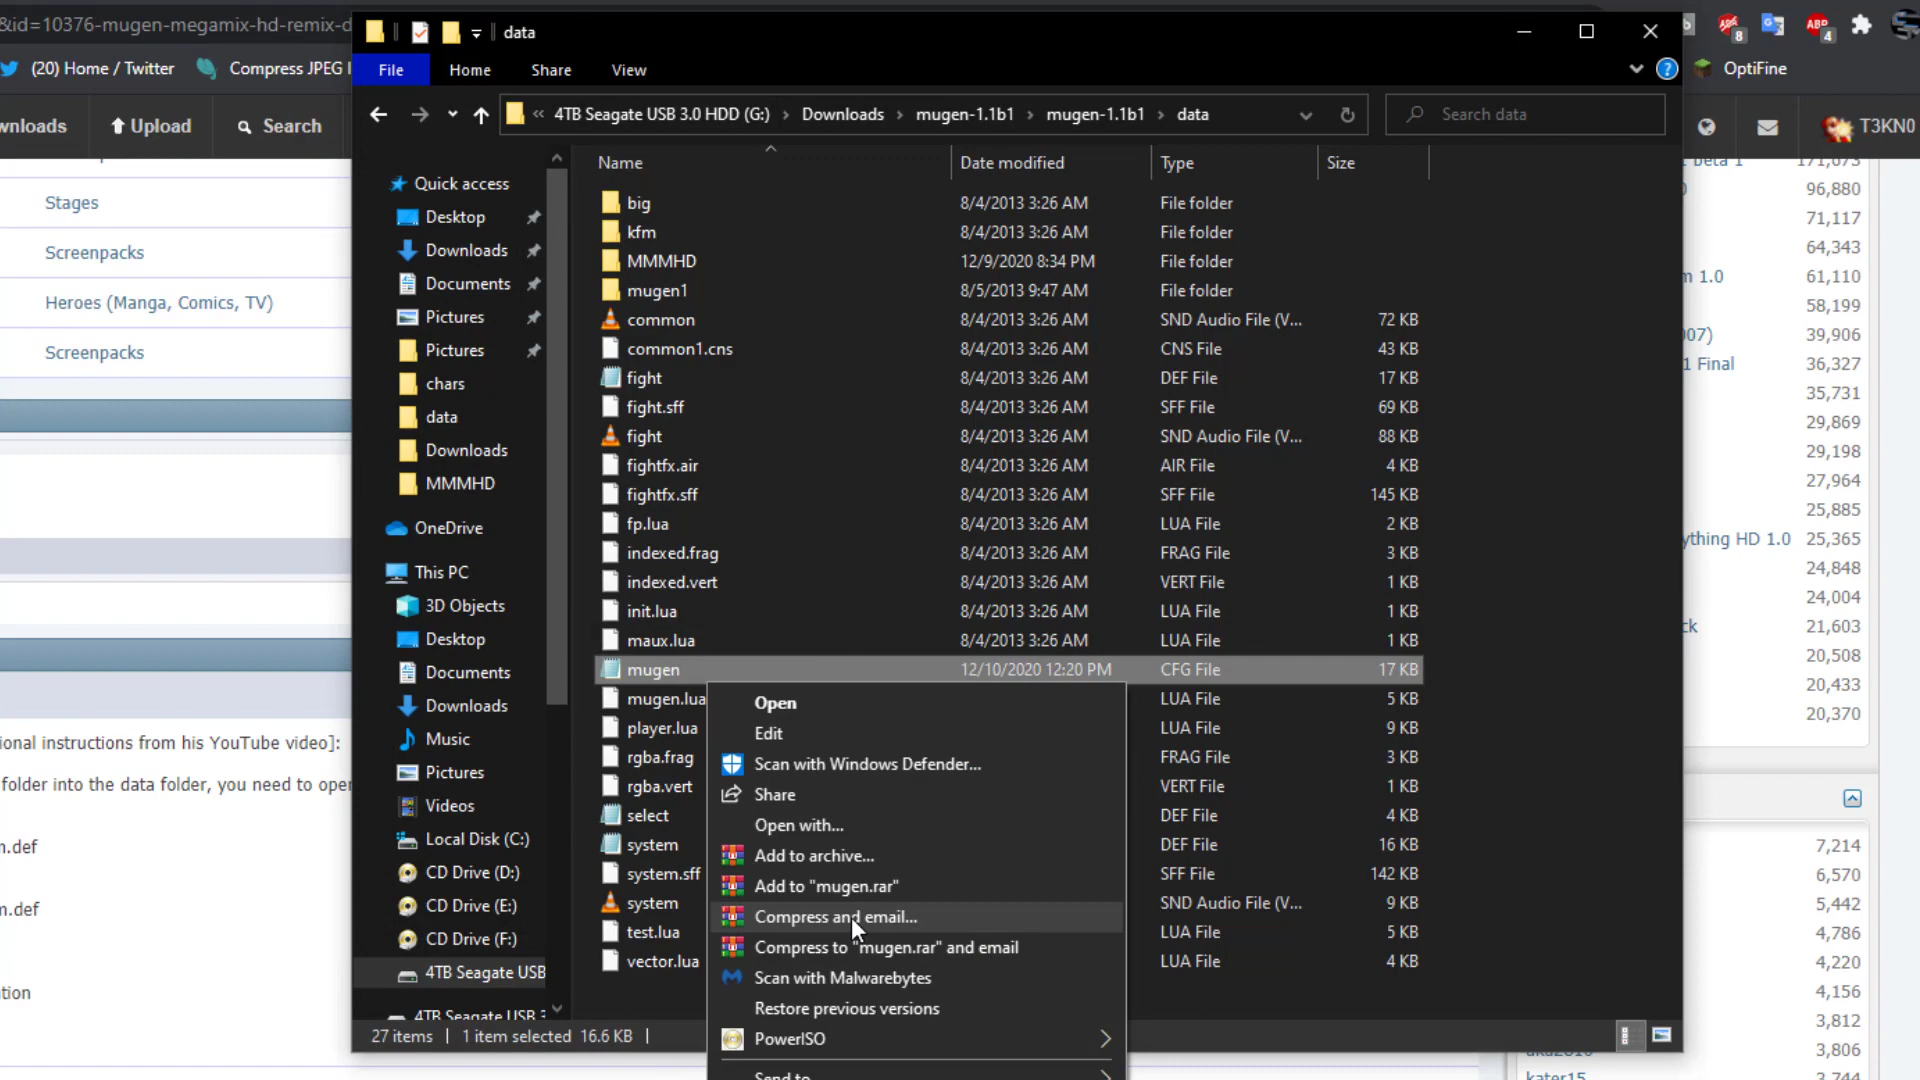 &id=10376-mugen-megamix-hd-remix-d
data
(20) Home / Twitter
Compress JPEG I
File
Home
Share
View
?
OptiFine
8
4
ABP
wnloads
Upload
Search
« 4TB Seagate USB 3.0 HDD (G:) › Downloads › mugen-1.1b1 › mugen-1.1b1 › data
Search data
T3KN0
Name
Date modified
Type
Size
Stages
Screenpacks
Heroes (Manga, Comics, TV)
Screenpacks
ional instructions from his YouTube video]:
folder into the data folder, you need to oper
n.def
m.def
tion
Quick access
Desktop
Downloads
Documents
Pictures
Pictures
chars
data
Downloads
MMMHD
OneDrive
This PC
3D Objects
Desktop
Documents
Downloads
Music
Pictures
Videos
Local Disk (C:)
CD Drive (D:)
CD Drive (E:)
CD Drive (F:)
4TB Seagate USB
4TB Seagate USB 3
big 8/4/2013 3:26 AM File folder
kfm 8/4/2013 3:26 AM File folder
MMMHD 12/9/2020 8:34 PM File folder
mugen1 8/5/2013 9:47 AM File folder
common 8/4/2013 3:26 AM SND Audio File (V... 72 KB
common1.cns 8/4/2013 3:26 AM CNS File 43 KB
fight 8/4/2013 3:26 AM DEF File 17 KB
fight.sff 8/4/2013 3:26 AM SFF File 69 KB
fight 8/4/2013 3:26 AM SND Audio File (V... 88 KB
fightfx.air 8/4/2013 3:26 AM AIR File 4 KB
fightfx.sff 8/4/2013 3:26 AM SFF File 145 KB
fp.lua 8/4/2013 3:26 AM LUA File 2 KB
indexed.frag 8/4/2013 3:26 AM FRAG File 3 KB
indexed.vert 8/4/2013 3:26 AM VERT File 1 KB
init.lua 8/4/2013 3:26 AM LUA File 1 KB
maux.lua 8/4/2013 3:26 AM LUA File 1 KB
mugen 12/10/2020 12:20 PM CFG File 17 KB
mugen.lua LUA File 5 KB
player.lua LUA File 9 KB
rgba.frag FRAG File 3 KB
rgba.vert VERT File 1 KB
select DEF File 4 KB
system DEF File 16 KB
system.sff SFF File 142 KB
system SND Audio File (V... 9 KB
test.lua LUA File 5 KB
vector.lua LUA File 4 KB
Open
Edit
Scan with Windows Defender...
Share
Open with...
Add to archive...
Add to "mugen.rar"
Compress and email...
Compress to "mugen.rar" and email
Scan with Malwarebytes
Restore previous versions
PowerISO
Send to
27 items
1 item selected 16.6 KB
beta 1 171,073
96,880
71,117
64,343
m 1.0 61,110
58,199
007) 39,906
1 Final 36,327
35,731
29,869
29,198
27,964
25,885
ything HD 1.0 25,365
24,848
24,004
ck 21,603
20,508
20,433
20,370
7,214
6,570
5,442
4,786
4,220
4,156
3,812
3,806
kater15 3,744